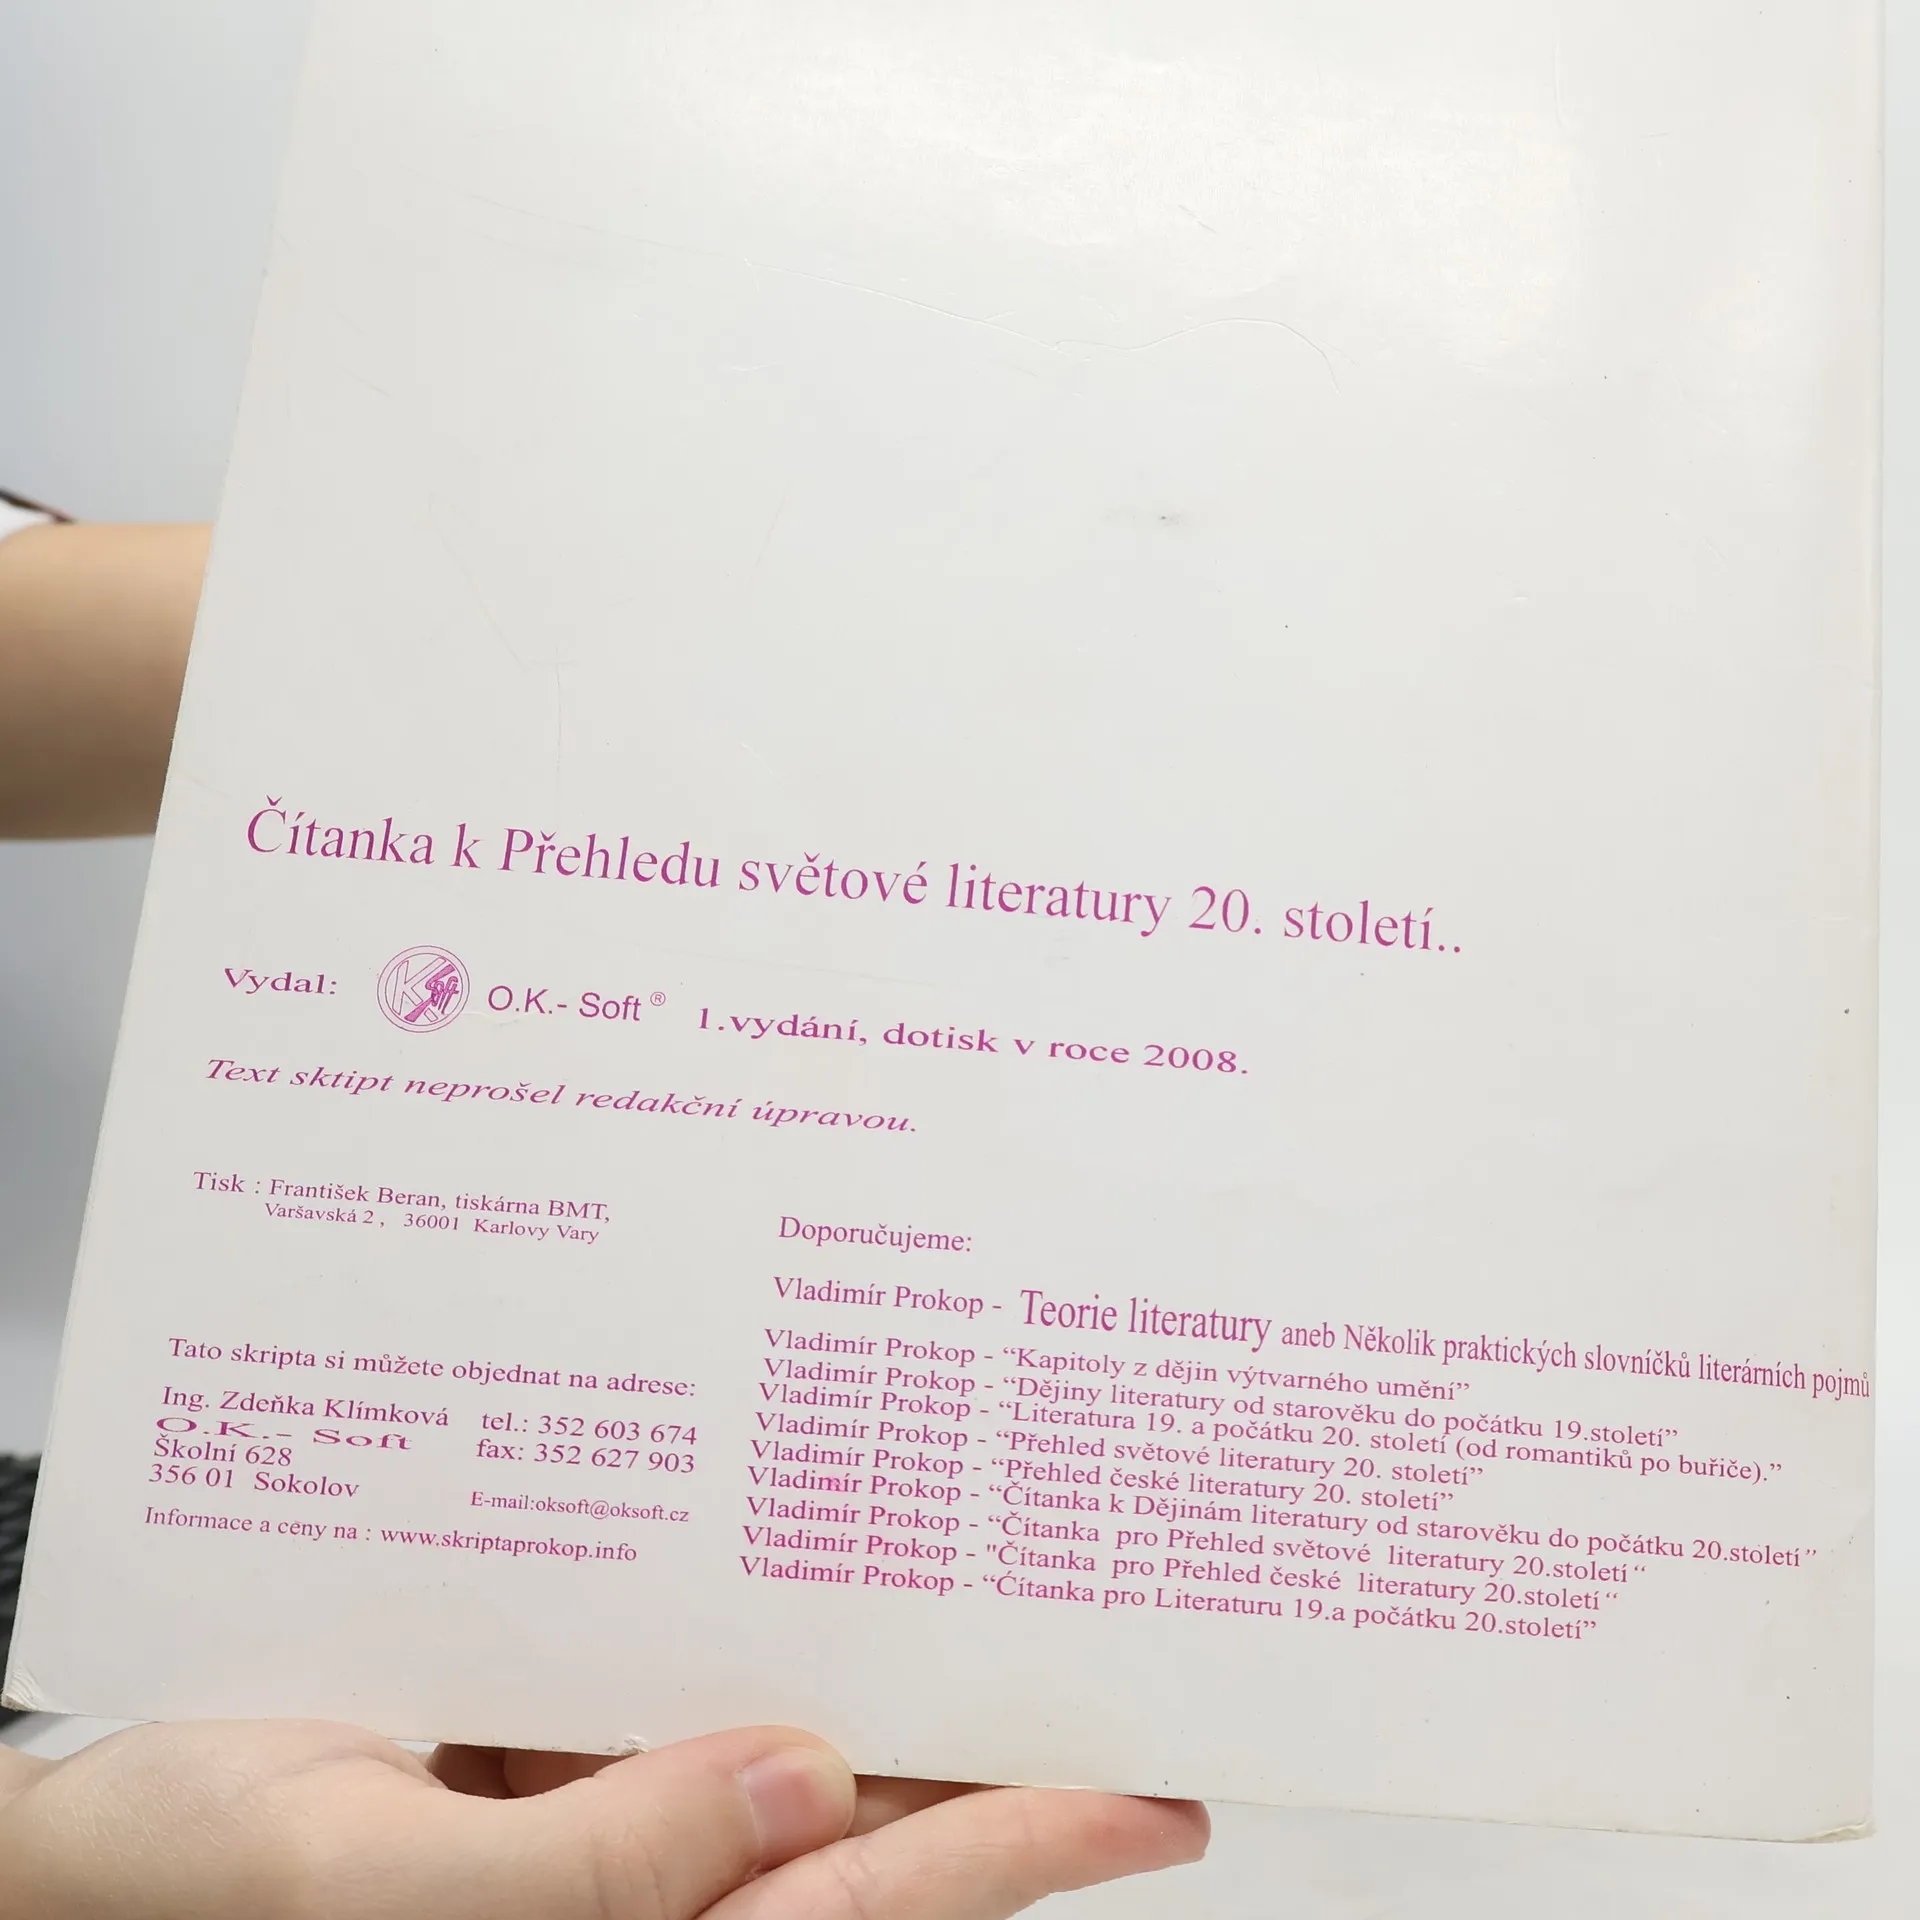 Čítanka k Přehledu světové literatury 20. století..
Vydal: K Soft O.K.- Soft ® 1.vydání, dotisk v roce 2008.
Text sktipt neprošel redakční úpravou.
Tisk : František Beran, tiskárna BMT,
Varšavská 2 , 36001 Karlovy Vary
Tato skripta si můžete objednat na adrese:
Ing. Zdeňka Klímková tel.: 352 603 674
O.K.- Soft fax: 352 627 903
Školní 628
356 01 Sokolov E-mail:oksoft@oksoft.cz
Informace a ceny na : www.skriptaprokop.info
Doporučujeme:
Vladimír Prokop - Teorie literatury aneb Několik praktických slovníčků literárních pojmů
Vladimír Prokop - “Kapitoly z dějin výtvarného umění”
Vladimír Prokop - “Dějiny literatury od starověku do počátku 19.století”
Vladimír Prokop - “Literatura 19. a počátku 20. století (od romantiků po buřiče).”
Vladimír Prokop - “Přehled světové literatury 20. století”
Vladimír Prokop - “Přehled české literatury 20. století”
Vladimír Prokop - “Čítanka k Dějinám literatury od starověku do počátku 20.století”
Vladimír Prokop - “Čítanka pro Přehled světové literatury 20.století “
Vladimír Prokop - "Čítanka pro Přehled české literatury 20.století “
Vladimír Prokop - “Čítanka pro Literaturu 19.a počátku 20.století”